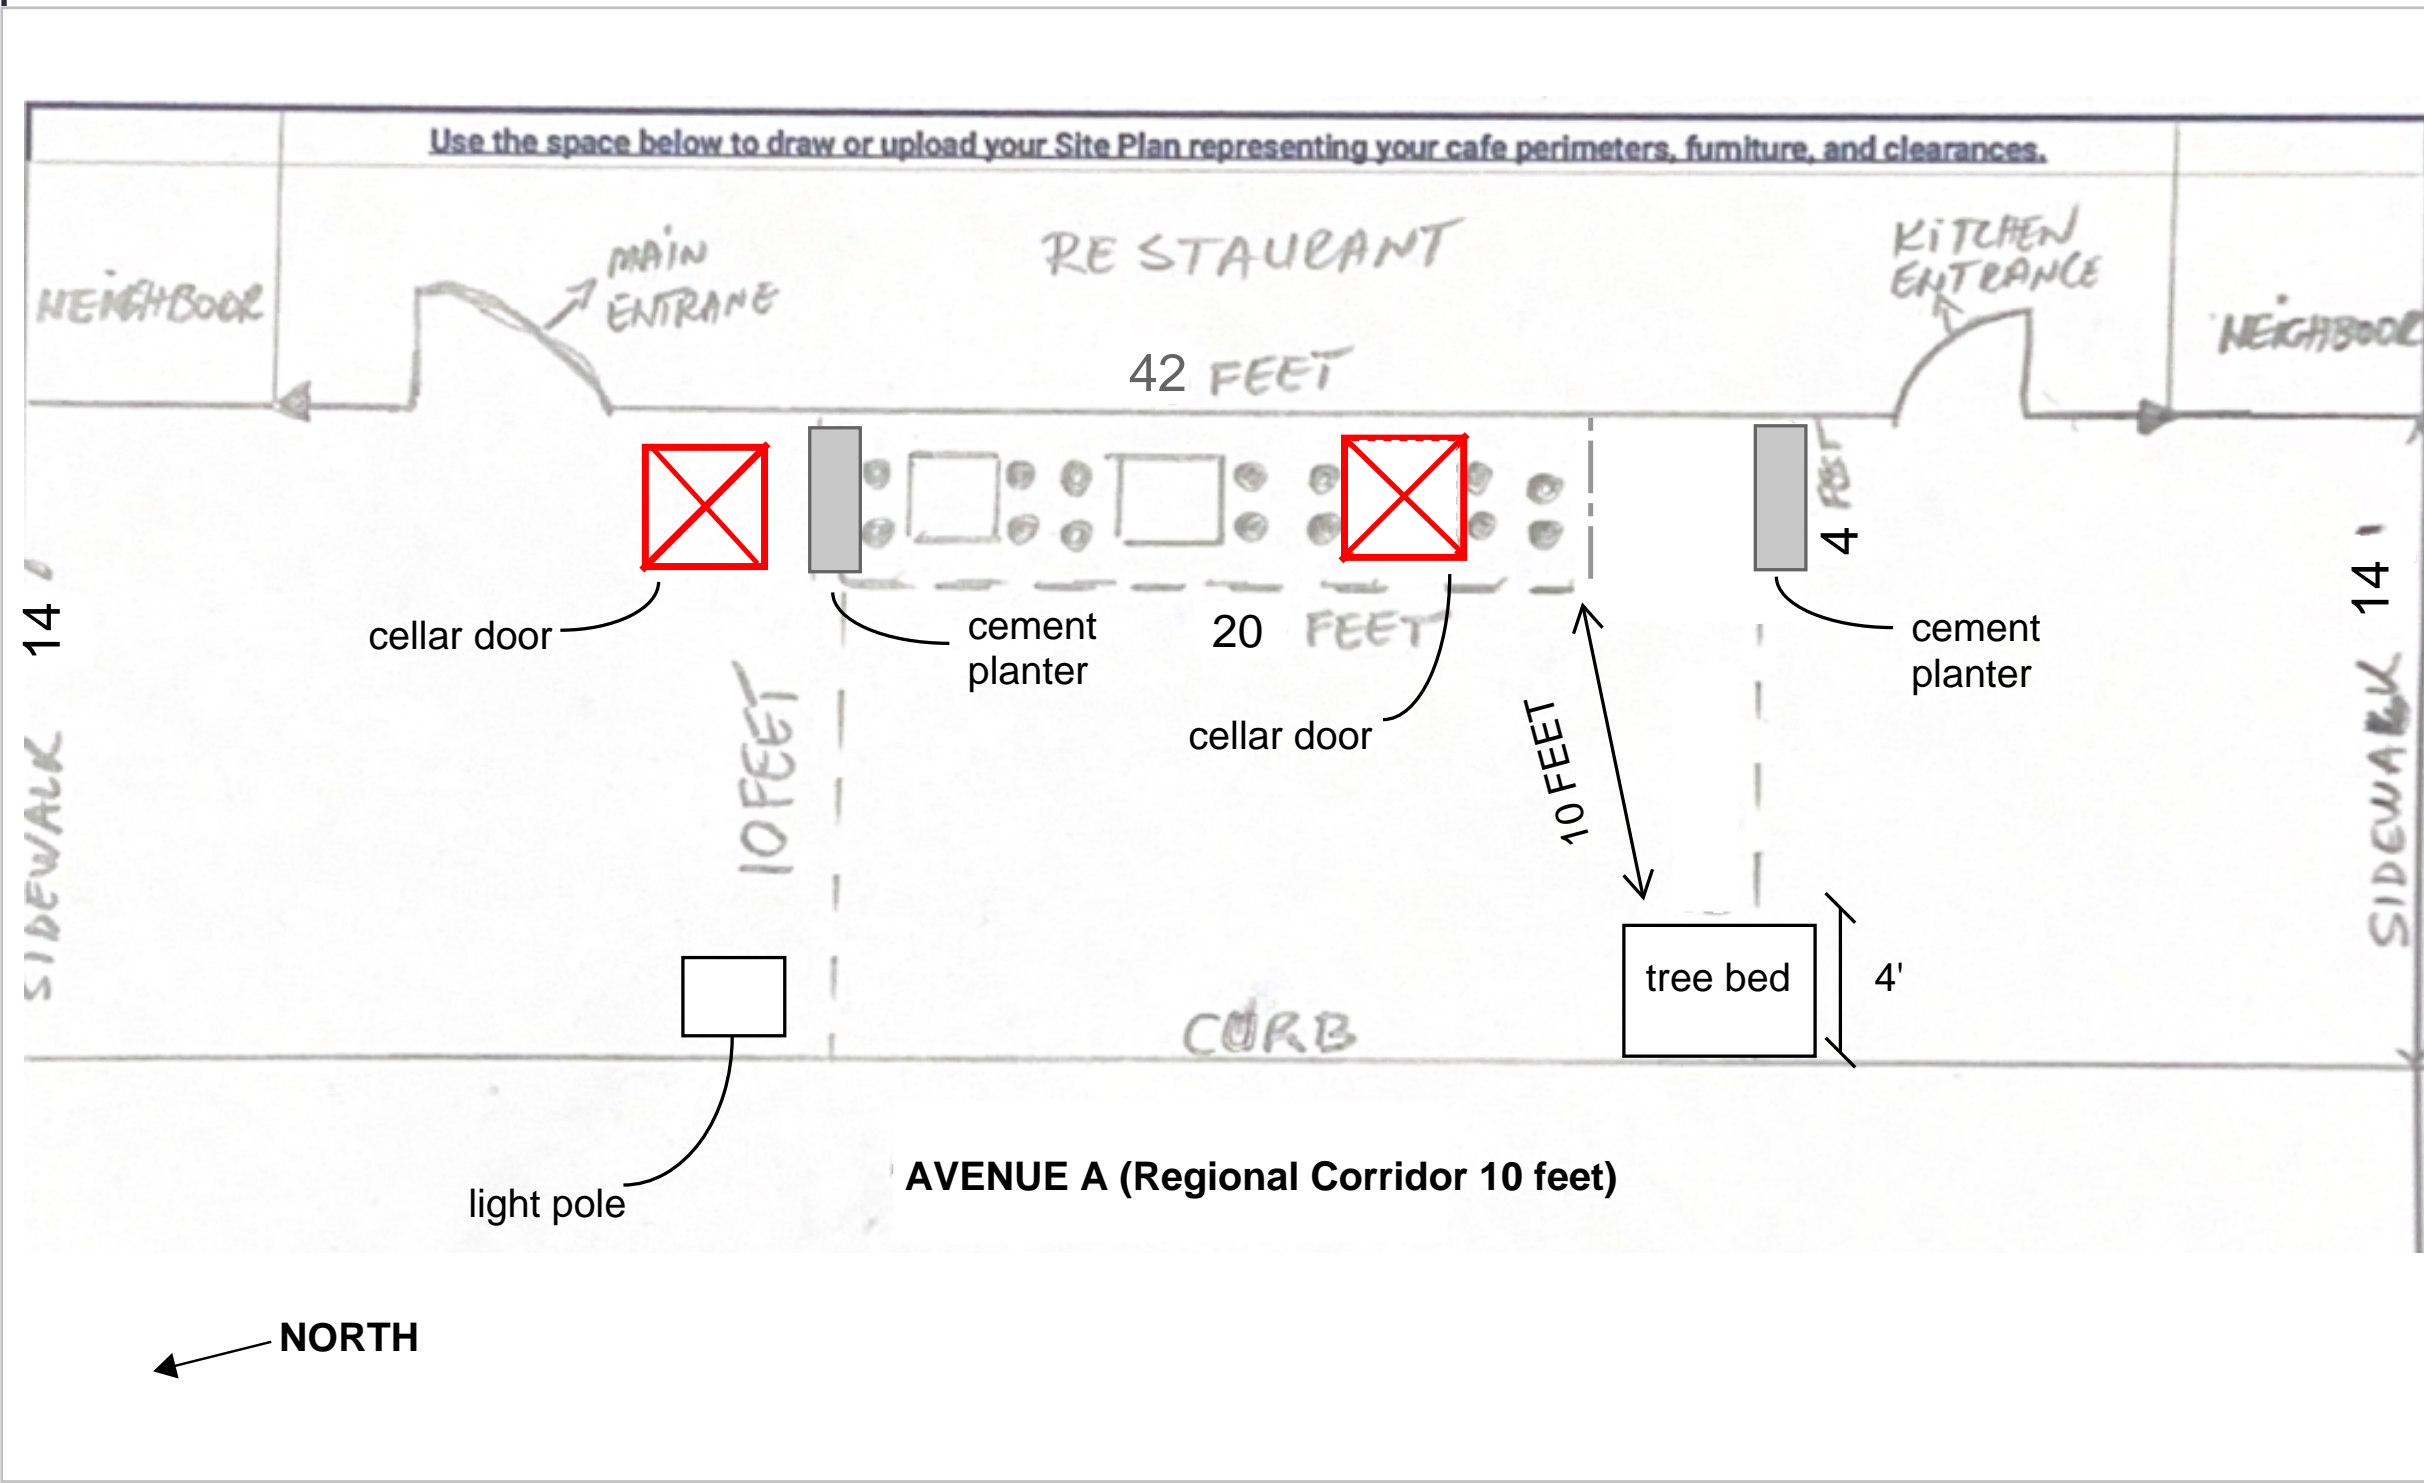 Use the space below to draw or upload your Site Plan representing your cafe perimeters, furniture, and clearances.
NEIGHBOOR
MAIN
ENTRANE
RESTAURANT
KITCHEN
ENTRANCE
NEIGHBOOR
42 FEET
4 FEET
14'
SIDEWALK
cellar door
cement
planter
20 FEET
cellar door
cement
planter
14'
SIDEWALK
10 FEET
10 FEET
tree bed
4'
CURB
light pole
AVENUE A (Regional Corridor 10 feet)
NORTH